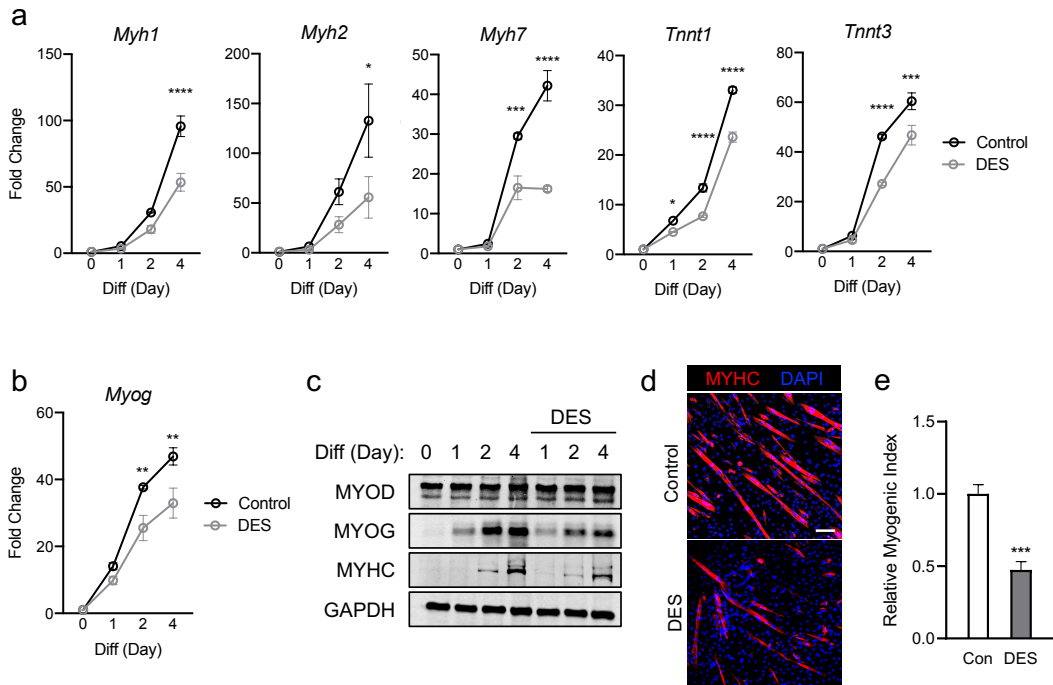 a
Myh1
Myh2
Myh7
Tnnt1
Tnnt3
Fold Change
150
100
50
0
****
0 1 2 4
Diff (Day)
200
150
100
50
0
*
0 1 2 4
Diff (Day)
50
40
30
20
10
0
***
****
0 1 2 4
Diff (Day)
40
30
20
10
0
*
****
****
0 1 2 4
Diff (Day)
80
60
40
20
0
****
***
0 1 2 4
Diff (Day)
Control
DES
b
Myog
Fold Change
60
40
20
0
**
**
0 1 2 4
Diff (Day)
Control
DES
c
DES
Diff (Day): 0 1 2 4 1 2 4
MYOD
MYOG
MYHC
GAPDH
d
MYHC DAPI
Control
DES
e
Relative Myogenic Index
1.5
1.0
0.5
0.0
***
Con DES